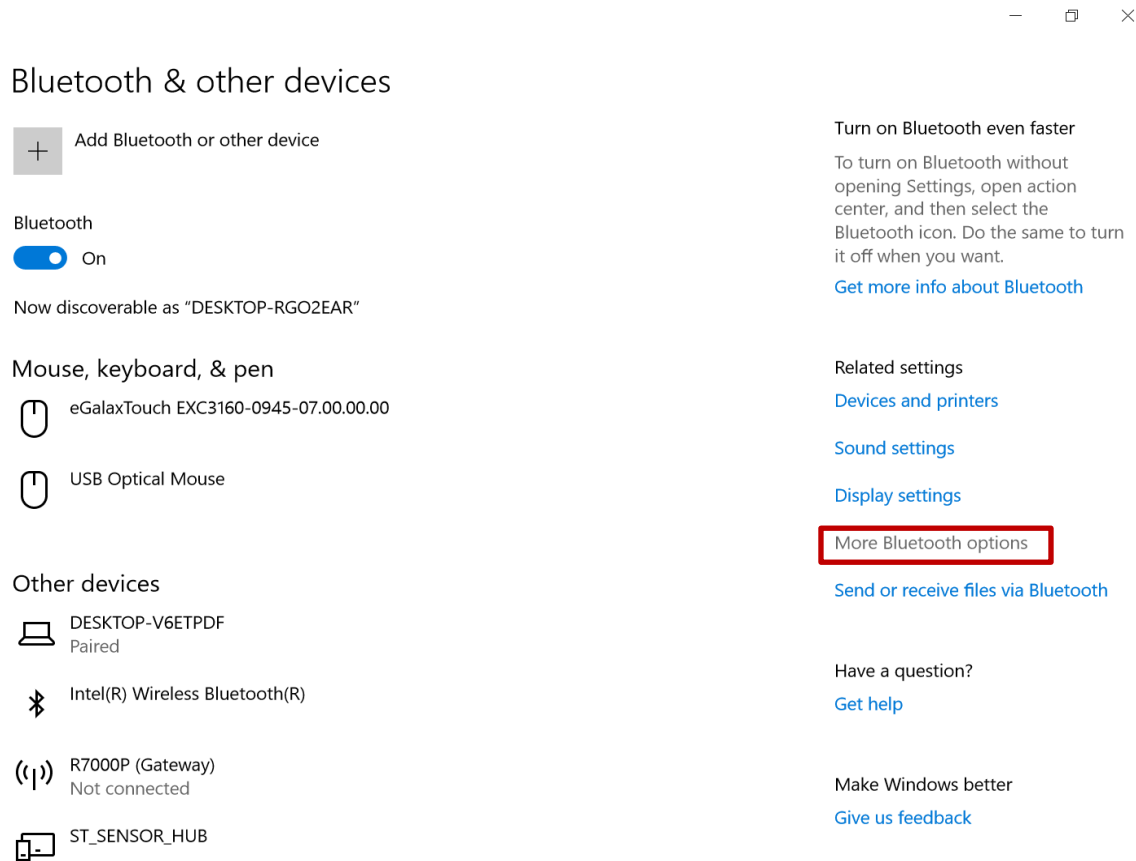 Bluetooth & other devices
Add Bluetooth or other device
Bluetooth
On
Now discoverable as “DESKTOP-RGO2EAR”
Mouse, keyboard, & pen
eGalaxTouch EXC3160-0945-07.00.00.00
USB Optical Mouse
Other devices
DESKTOP-V6ETPDF
Paired
Intel(R) Wireless Bluetooth(R)
R7000P (Gateway)
Not connected
ST_SENSOR_HUB
Turn on Bluetooth even faster
To turn on Bluetooth without
opening Settings, open action
center, and then select the
Bluetooth icon. Do the same to turn
it off when you want.
Get more info about Bluetooth
Related settings
Devices and printers
Sound settings
Display settings
More Bluetooth options
Send or receive files via Bluetooth
Have a question?
Get help
Make Windows better
Give us feedback